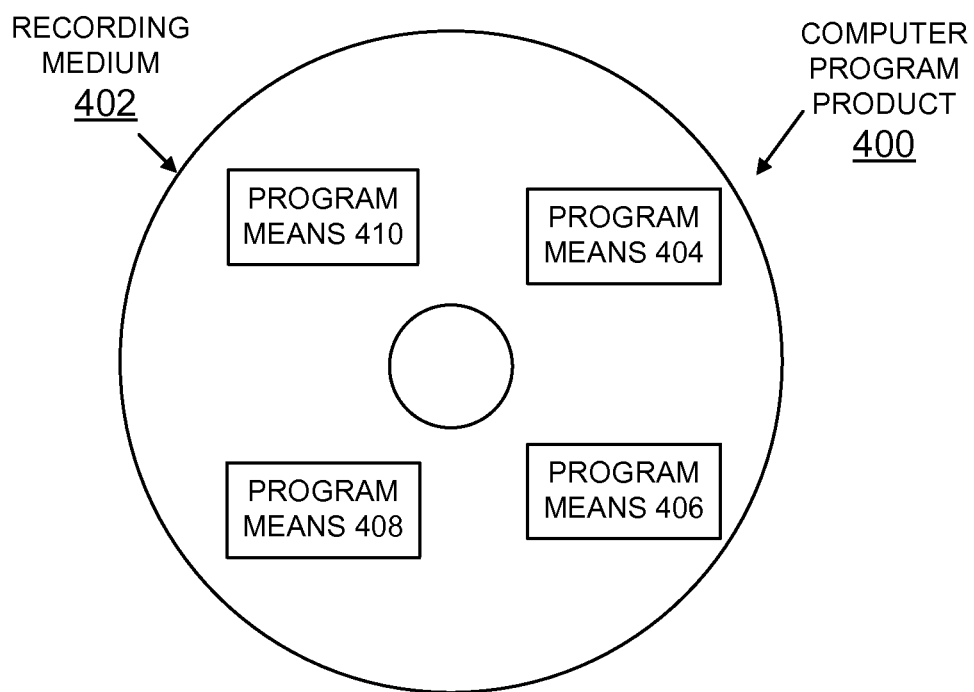 RECORDING
MEDIUM
402
COMPUTER
PROGRAM
PRODUCT
400
PROGRAM
MEANS 410
PROGRAM
MEANS 404
PROGRAM
MEANS 408
PROGRAM
MEANS 406